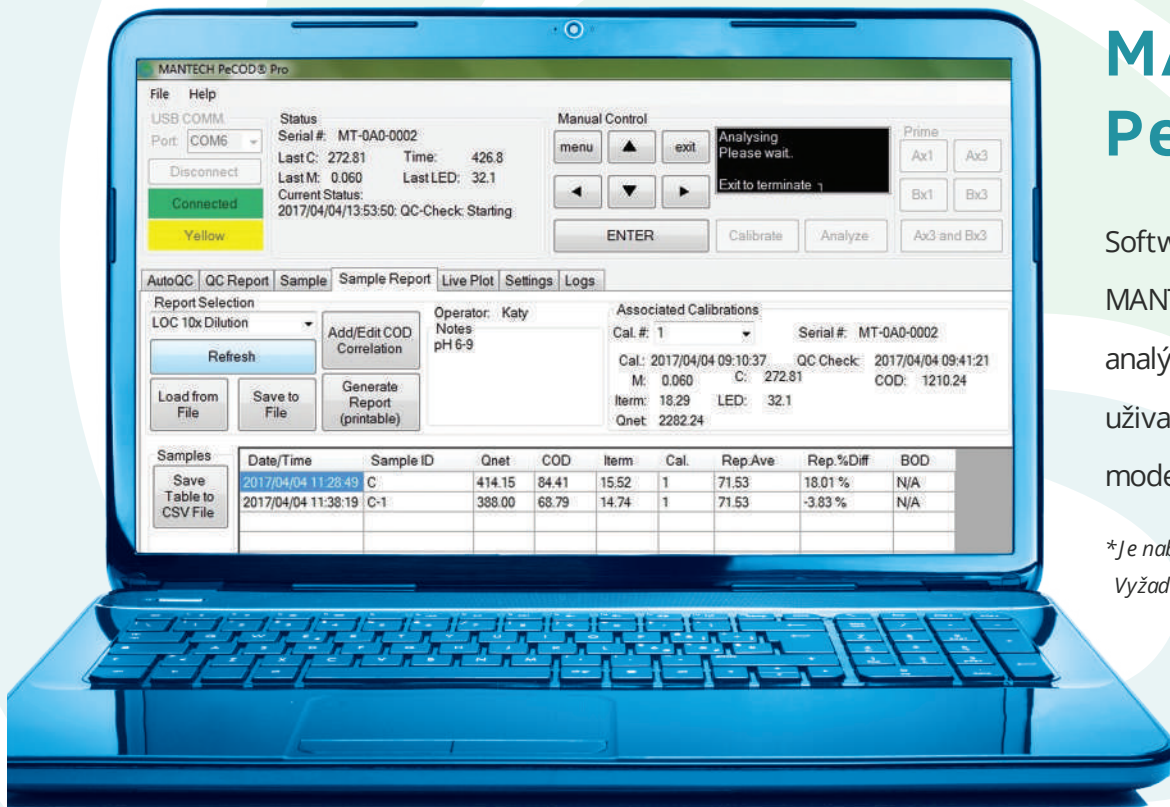 MANTECH PeCOD® Pro
File Help
USB COMM.
Port: COM6
Disconnect
Connected
Yellow
Status
Serial #: MT-0A0-0002
Last C: 272.81 Time: 426.8
Last M: 0.060 Last LED: 32.1
Current Status:
2017/04/04/13:53:50: QC-Check: Starting
Manual Control
menu ▲ exit
◄ ▼ ►
ENTER
Analysing
Please wait..
Exit to terminate
Calibrate Analyze
Prime
Ax1 Ax3
Bx1 Bx3
Ax3 and Bx3
AutoQC QC Report Sample Sample Report Live Plot Settings Logs
Report Selection
LOC 10x Dilution
Refresh
Add/Edit COD
Correlation
Load from
File
Save to
File
Generate
Report
(printable)
Operator: Katy
Notes
pH 6-9
Associated Calibrations
Cal. #: 1 Serial #: MT-0A0-0002
Cal.: 2017/04/04 09:10:37 QC Check: 2017/04/04 09:41:21
M: 0.060 C: 272.81 COD: 1210.24
Iterm: 18.29 LED: 32.1
Qnet: 2282.24
Samples
Save
Table to
CSV File
Date/Time Sample ID Qnet COD Iterm Cal. Rep.Ave Rep.%Diff BOD
2017/04/04 11:28:49 C 414.15 84.41 15.52 1 71.53 18.01 % N/A
2017/04/04 11:38:19 C-1 388.00 68.79 14.74 1 71.53 -3.83 % N/A
MA
Pe
Softw
MANT
analý
uživa
mode
*Je nab
Vyžad